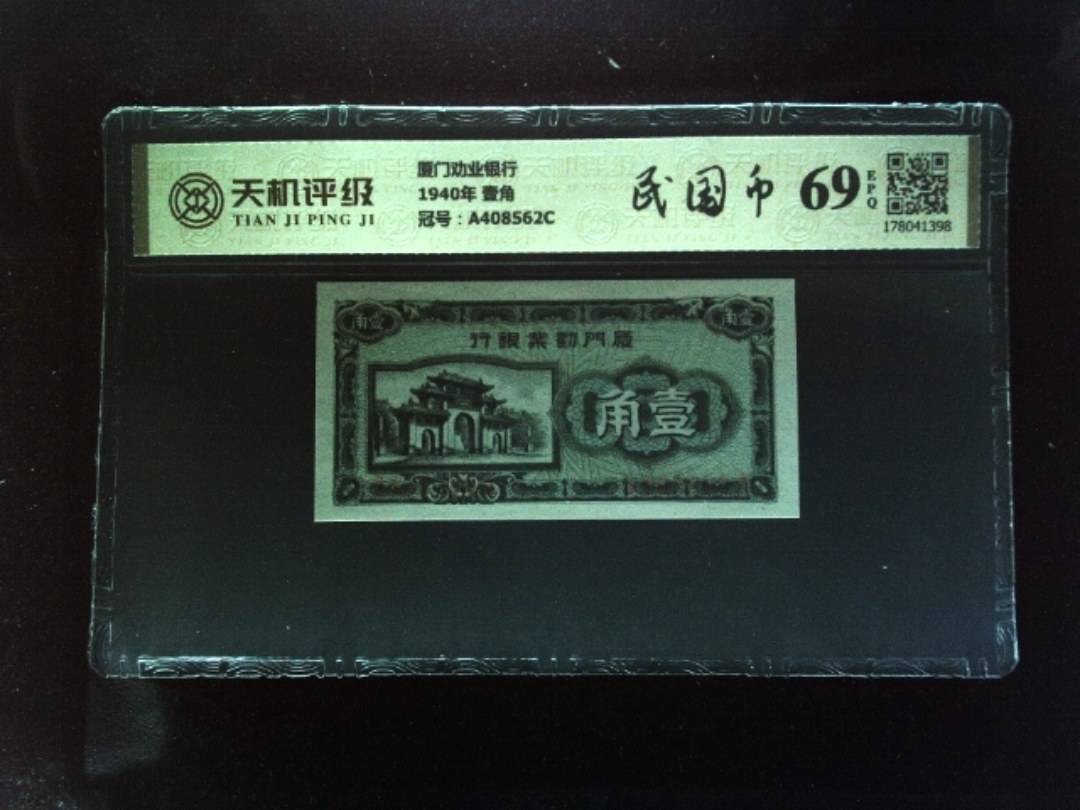 天机评级
TIAN JI PING JI
厦门劝业银行
1940年 壹角
冠号：A408562C
民国币
69
EPQ
178041398
壹角
壹角
行銀業勸門廈
角壹